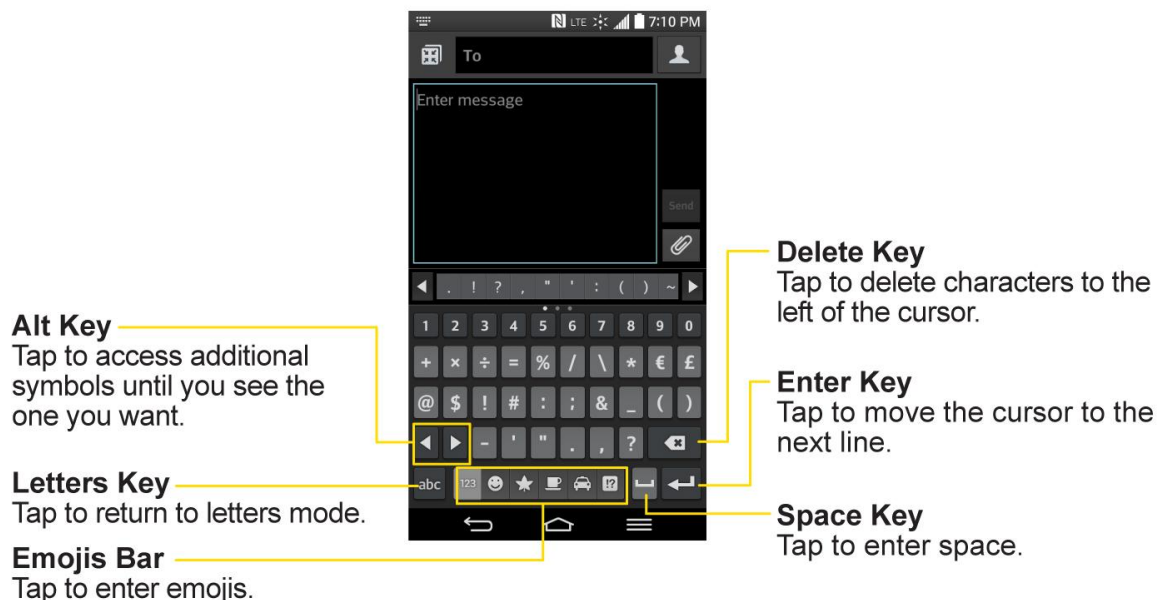 LTE 7:10 PM
To
Enter message
Send
. ! ? , " ' : ( ) ~
1 2 3 4 5 6 7 8 9 0
+ × ÷ = % / \ * € £
@ $ ! # : ; & _ ( )
- ' " . , ?
abc 123 !?
Alt Key
Tap to access additional
symbols until you see the
one you want.
Letters Key
Tap to return to letters mode.
Emojis Bar
Tap to enter emojis.
Delete Key
Tap to delete characters to the
left of the cursor.
Enter Key
Tap to move the cursor to the
next line.
Space Key
Tap to enter space.